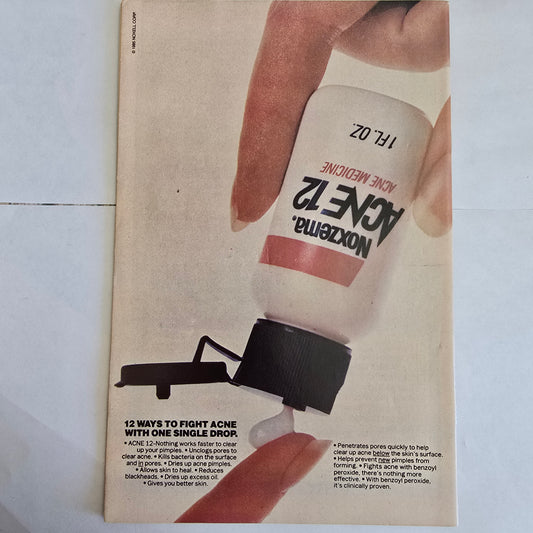 © 1985 NOXELL CORP.
1 FL. OZ.
ACNE MEDICINE
ACNE 12
Noxzema®
12 WAYS TO FIGHT ACNE
WITH ONE SINGLE DROP.
• ACNE 12–Nothing works faster to clear
up your pimples. • Unclogs pores to
clear acne. • Kills bacteria on the surface
and in pores. • Dries up acne pimples.
• Allows skin to heal. • Reduces
blackheads. • Dries up excess oil.
• Gives you better skin.
• Penetrates pores quickly to help
clear up acne below the skin's surface.
• Helps prevent new pimples from
forming. • Fights acne with benzoyl
peroxide, there's nothing more
effective. • With benzoyl peroxide,
it's clinically proven.